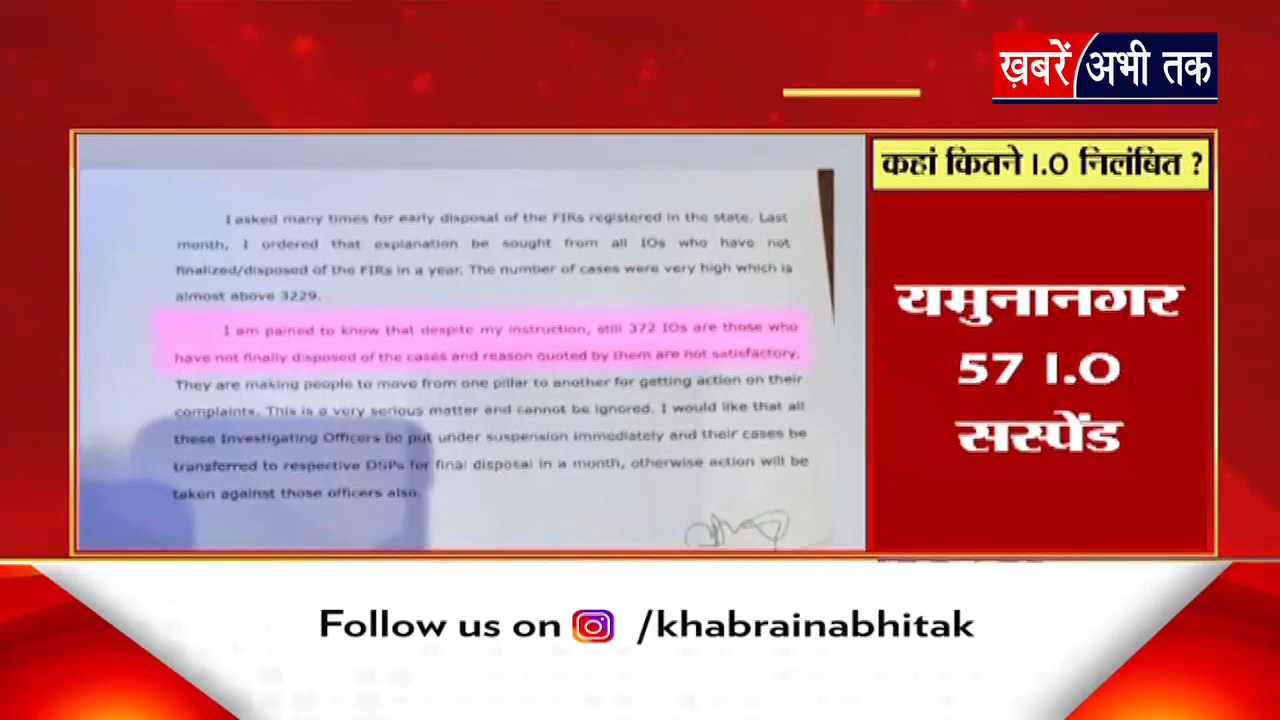 ख़बरें अभी तक
I asked many times for early disposal of the FIRs registered in the state. Last
month, I ordered that explanation be sought from all IOs who have not
finalized/disposed of the FIRs in a year. The number of cases were very high which is
almost above 3229.
I am pained to know that despite my instruction, still 372 IOs are those who
have not finally disposed of the cases and reason quoted by them are not satisfactory.
They are making people to move from one pillar to another for getting action on their
complaints. This is a very serious matter and cannot be ignored. I would like that all
these Investigating Officers be put under suspension immediately and their cases be
transferred to respective DSPs for final disposal in a month, otherwise action will be
taken against those officers also.
कहां कितने I.O निलंबित ?
यमुनानगर
57 I.O
सस्पेंड
Follow us on /khabrainabhitak